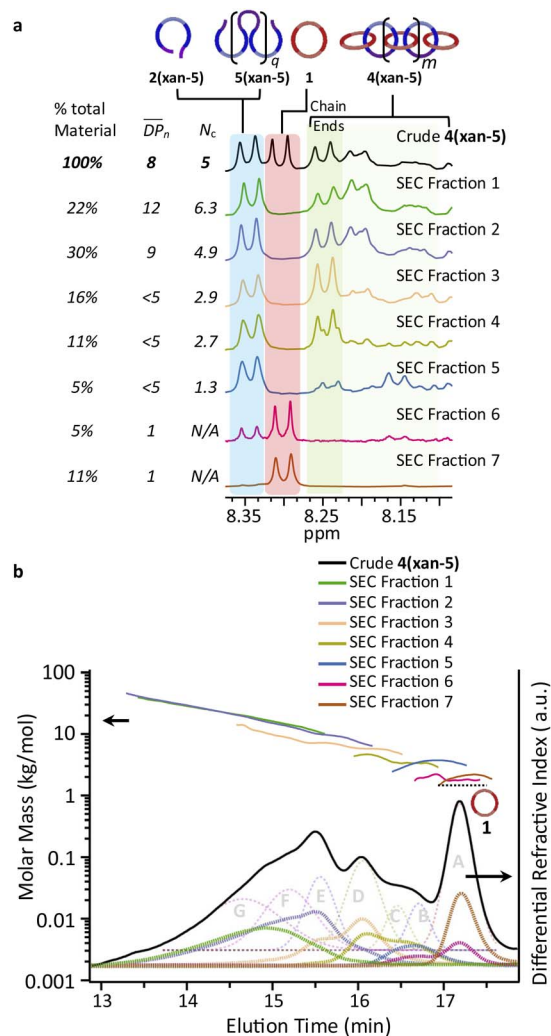 a
q
m
2(xan-5)
5(xan-5)
1
4(xan-5)
% total
Material
DPn
Nc
Chain
Ends
100%
8
5
Crude 4(xan-5)
22%
12
6.3
SEC Fraction 1
30%
9
4.9
SEC Fraction 2
16%
<5
2.9
SEC Fraction 3
11%
<5
2.7
SEC Fraction 4
5%
<5
1.3
SEC Fraction 5
5%
1
N/A
SEC Fraction 6
11%
1
N/A
SEC Fraction 7
8.35
8.25
8.15
ppm
b
Crude 4(xan-5)
SEC Fraction 1
SEC Fraction 2
SEC Fraction 3
SEC Fraction 4
SEC Fraction 5
SEC Fraction 6
SEC Fraction 7
Molar Mass (kg/mol)
100
10
1
0.1
0.01
0.001
1
G
F
E
D
C
B
A
Differential Refractive Index ( a.u.)
13
14
15
16
17
Elution Time (min)